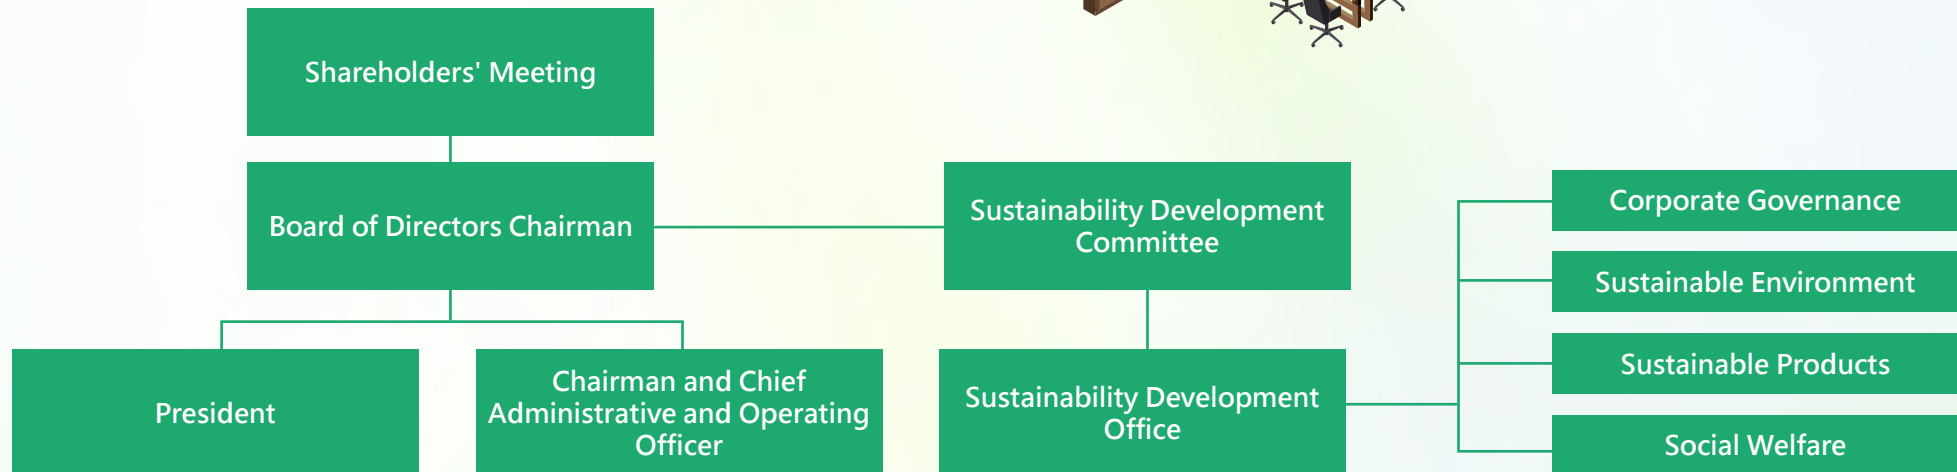 Shareholders' Meeting
Board of Directors Chairman
Sustainability Development
Committee
Corporate Governance
Sustainable Environment
Sustainable Products
Social Welfare
President
Chairman and Chief
Administrative and Operating
Officer
Sustainability Development
Office